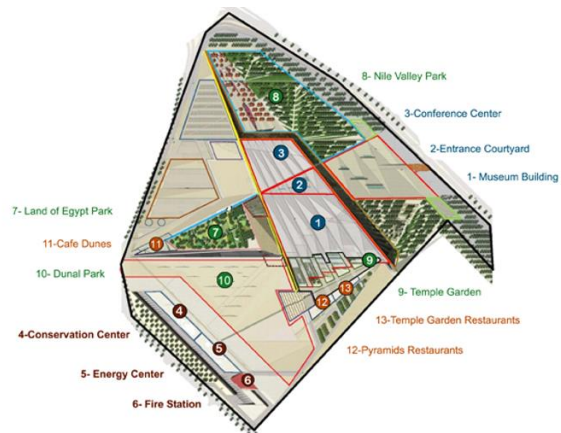 8- Nile Valley Park
3-Conference Center
2-Entrance Courtyard
1- Museum Building
7- Land of Egypt Park
11-Cafe Dunes
10- Dunal Park
4-Conservation Center
5- Energy Center
6- Fire Station
9- Temple Garden
13-Temple Garden Restaurants
12-Pyramids Restaurants
8
3
2
1
7
11
9
10
13
12
4
5
6